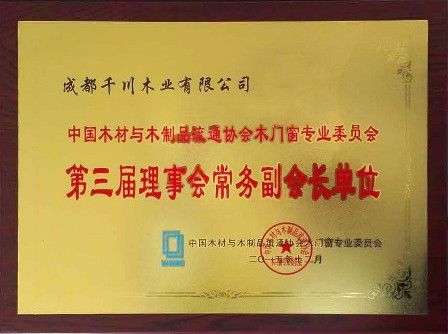 成都千川木业有限公司
中国木材与木制品流通协会木门窗专业委员会
第三届理事会常务副会长单位
中国木材与木制品流通协会木门窗专业委员会